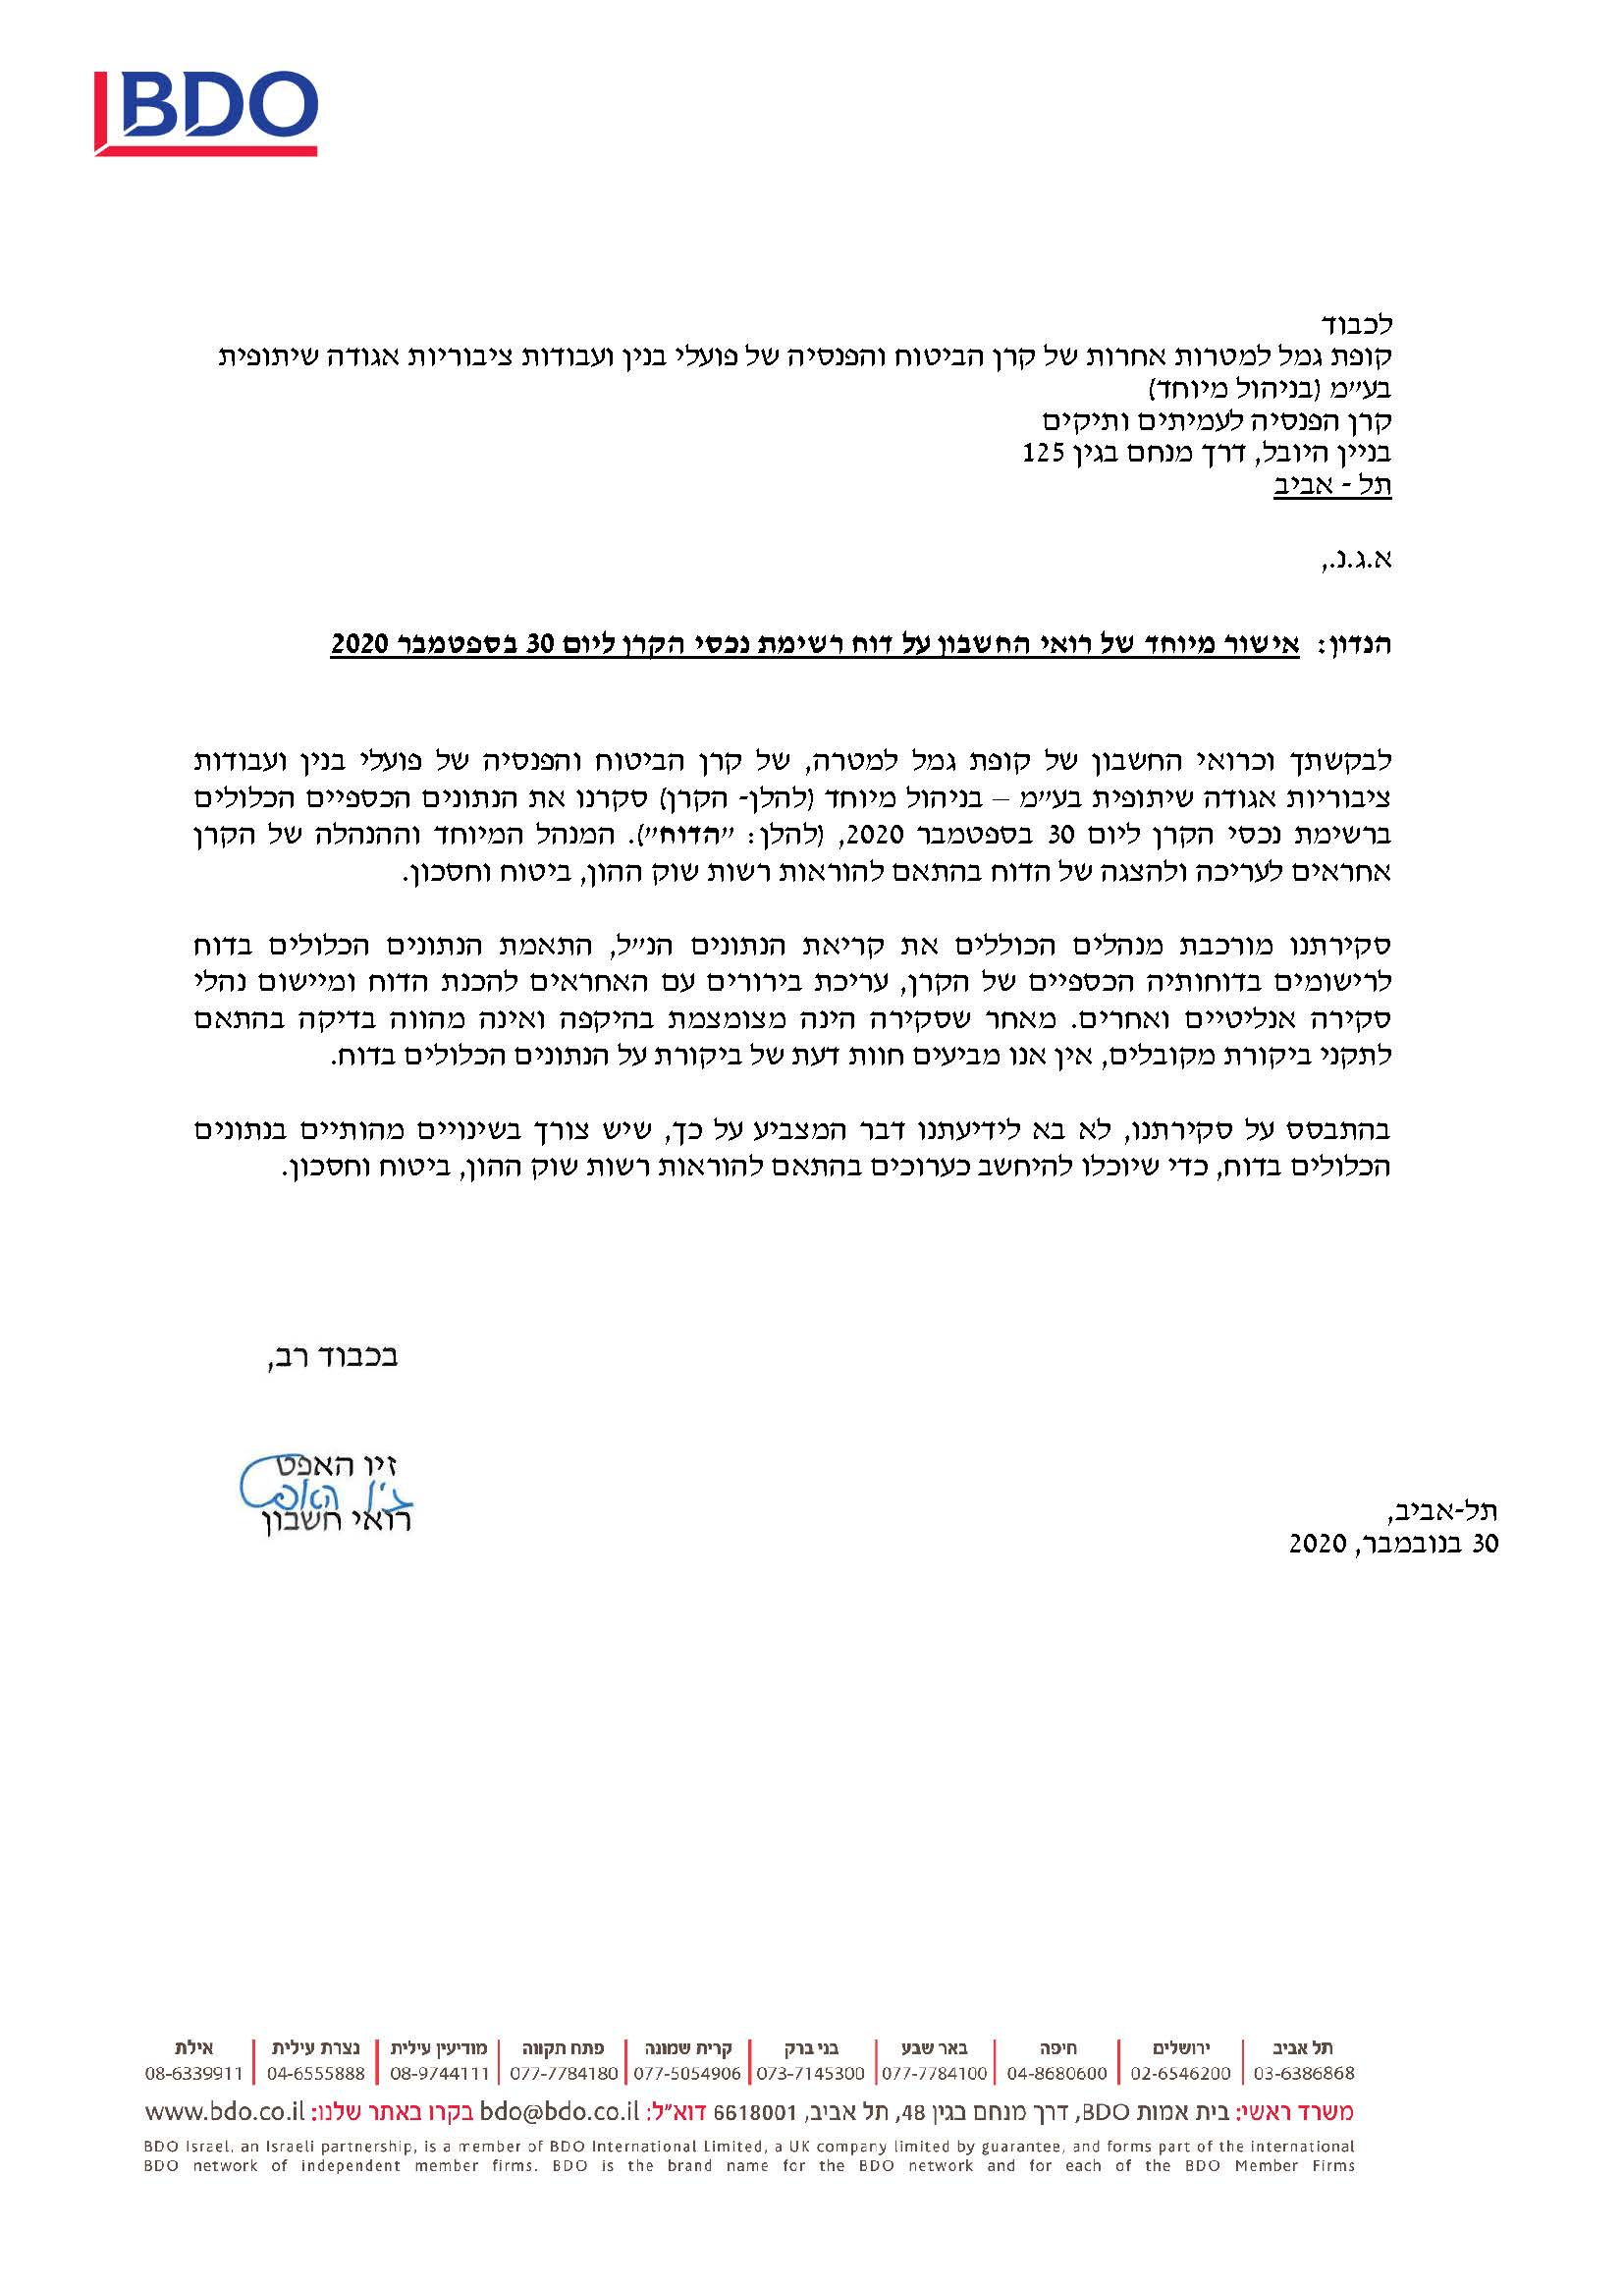 BDO
לכבוד
קופת גמל למטרות אחרות של קרן הביטוח והפנסיה של פועלי בנין ועבודות ציבוריות אגודה שיתופית
בע״מ (בניהול מיוחד)
קרן הפנסיה לעמיתים ותיקים
בניין היובל, דרך מנחם בגין 125
תל - אביב
א.ג.נ.,
הנדון: אישור מיוחד של רואי החשבון על דוח רשימת נכסי הקרן ליום 30 בספטמבר 2020
לבקשתך וכרואי החשבון של קופת גמל למטרה, של קרן הביטוח והפנסיה של פועלי בנין ועבודות
ציבוריות אגודה שיתופית בע״מ – בניהול מיוחד (להלן- הקרן) סקרנו את הנתונים הכספיים הכלולים
ברשימת נכסי הקרן ליום 30 בספטמבר 2020, (להלן: ״הדוח״). המנהל המיוחד וההנהלה של הקרן
אחראים לעריכה ולהצגה של הדוח בהתאם להוראות רשות שוק ההון, ביטוח וחסכון.
סקירתנו מורכבת מנהלים הכוללים את קריאת הנתונים הנ״ל, התאמת הנתונים הכלולים בדוח
לרישומים בדוחותיה הכספיים של הקרן, עריכת בירורים עם האחראים להכנת הדוח ומיישום נהלי
סקירה אנליטיים ואחרים. מאחר שסקירה הינה מצומצמת בהיקפה ואינה מהווה בדיקה בהתאם
לתקני ביקורת מקובלים, אין אנו מביעים חוות דעת של ביקורת על הנתונים הכלולים בדוח.
בהתבסס על סקירתנו, לא בא לידיעתנו דבר המצביע על כך, שיש צורך בשינויים מהותיים בנתונים
הכלולים בדוח, כדי שיוכלו להיחשב כערוכים בהתאם להוראות רשות שוק ההון, ביטוח וחסכון.
בכבוד רב,
זיו האפט
זיו האפט
רואי חשבון
תל-אביב,
30 בנובמבר, 2020
תל אביב | ירושלים | חיפה | באר שבע | בני ברק | קרית שמונה | פתח תקווה | מודיעין עילית | נצרת עילית | אילת
03-6386868 | 02-6546200 | 04-8680600 | 077-7784100 | 073-7145300 | 077-5054906 | 077-7784180 | 08-9744111 | 04-6555888 | 08-6339911
משרד ראשי: בית אמות BDO, דרך מנחם בגין 48, תל אביב, 6618001 דוא״ל: bdo@bdo.co.il בקרו באתר שלנו: www.bdo.co.il
BDO Israel, an Israeli partnership, is a member of BDO International Limited, a UK company limited by guarantee, and forms part of the international
BDO network of independent member firms. BDO is the brand name for the BDO network and for each of the BDO Member Firms